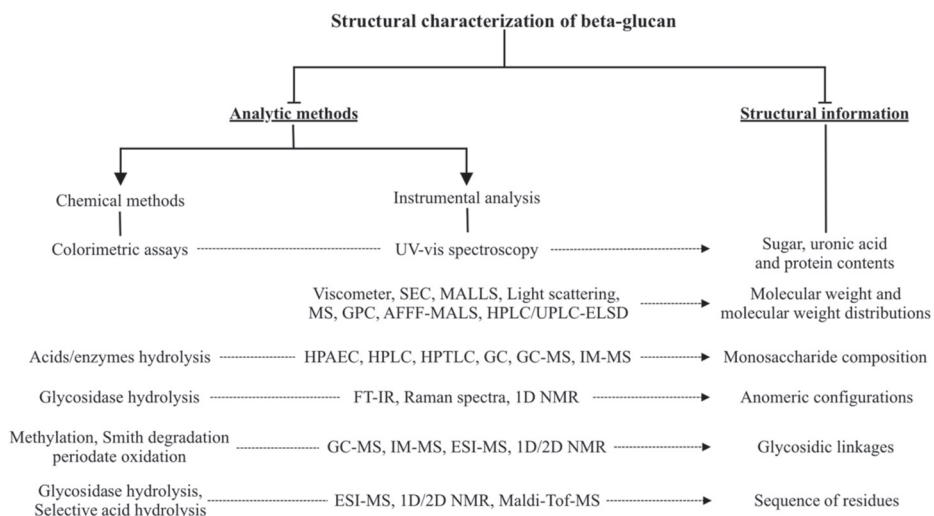 Structural characterization of beta-glucan
Analytic methods
Structural information
Chemical methods
Instrumental analysis
Colorimetric assays
UV-vis spectroscopy
Sugar, uronic acid
and protein contents
Viscometer, SEC, MALLS, Light scattering,
MS, GPC, AFFF-MALS, HPLC/UPLC-ELSD
Molecular weight and
molecular weight distributions
Acids/enzymes hydrolysis
HPAEC, HPLC, HPTLC, GC, GC-MS, IM-MS
Monosaccharide composition
Glycosidase hydrolysis
FT-IR, Raman spectra, 1D NMR
Anomeric configurations
Methylation, Smith degradation
periodate oxidation
GC-MS, IM-MS, ESI-MS, 1D/2D NMR
Glycosidic linkages
Glycosidase hydrolysis,
Selective acid hydrolysis
ESI-MS, 1D/2D NMR, Maldi-Tof-MS
Sequence of residues